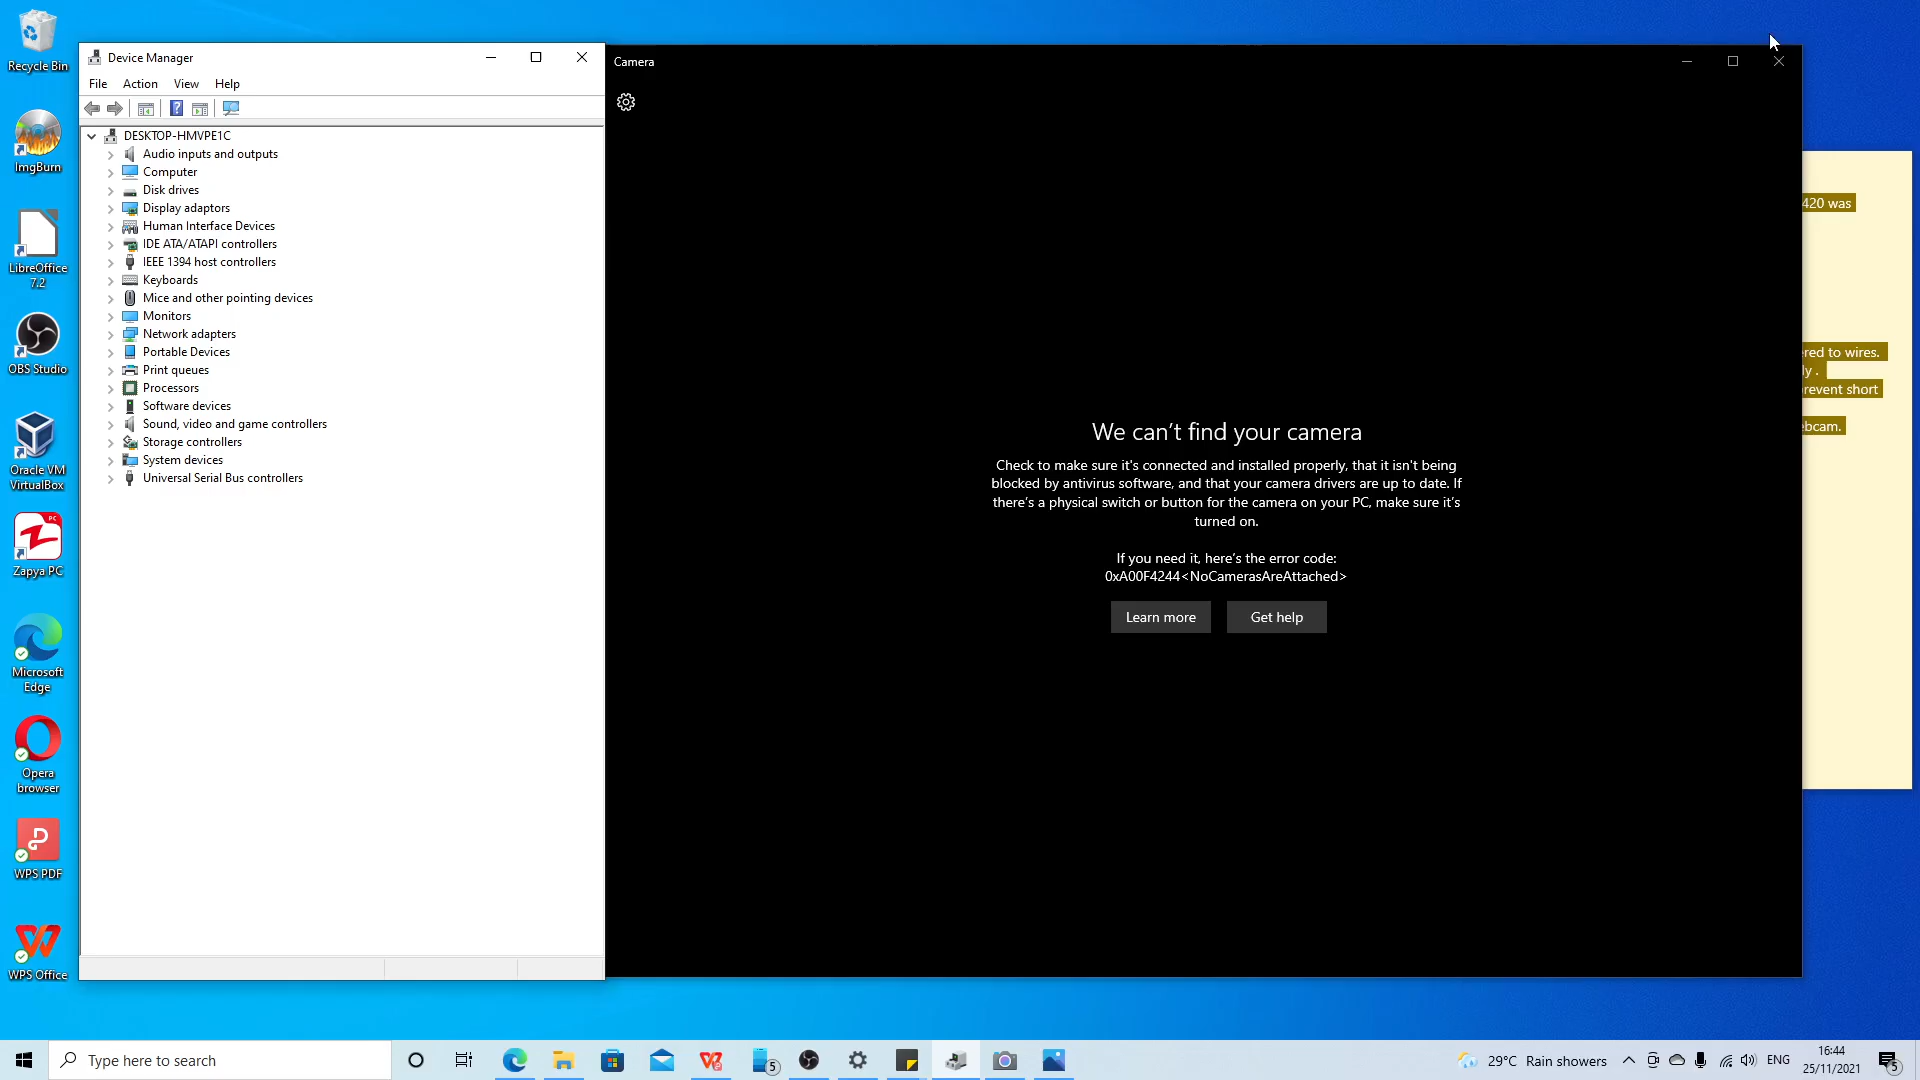 Recycle Bin
ImgBurn
LibreOffice
7.2
OBS Studio
Oracle VM
VirtualBox
PC
Zapya PC
Microsoft
Edge
Opera
browser
WPS PDF
WPS Office
Device Manager
File Action View Help
DESKTOP-HMVPE1C
Audio inputs and outputs
Computer
Disk drives
Display adaptors
Human Interface Devices
IDE ATA/ATAPI controllers
IEEE 1394 host controllers
Keyboards
Mice and other pointing devices
Monitors
Network adapters
Portable Devices
Print queues
Processors
Software devices
Sound, video and game controllers
Storage controllers
System devices
Universal Serial Bus controllers
Camera
We can't find your camera
Check to make sure it's connected and installed properly, that it isn't being
blocked by antivirus software, and that your camera drivers are up to date. If
there's a physical switch or button for the camera on your PC, make sure it's
turned on.
If you need it, here's the error code:
0xA00F4244<NoCamerasAreAttached>
Learn more
Get help
420 was
ered to wires.
ly .
prevent short
ebcam.
Type here to search
5
29°C Rain showers
ENG
16:44
25/11/2021
5